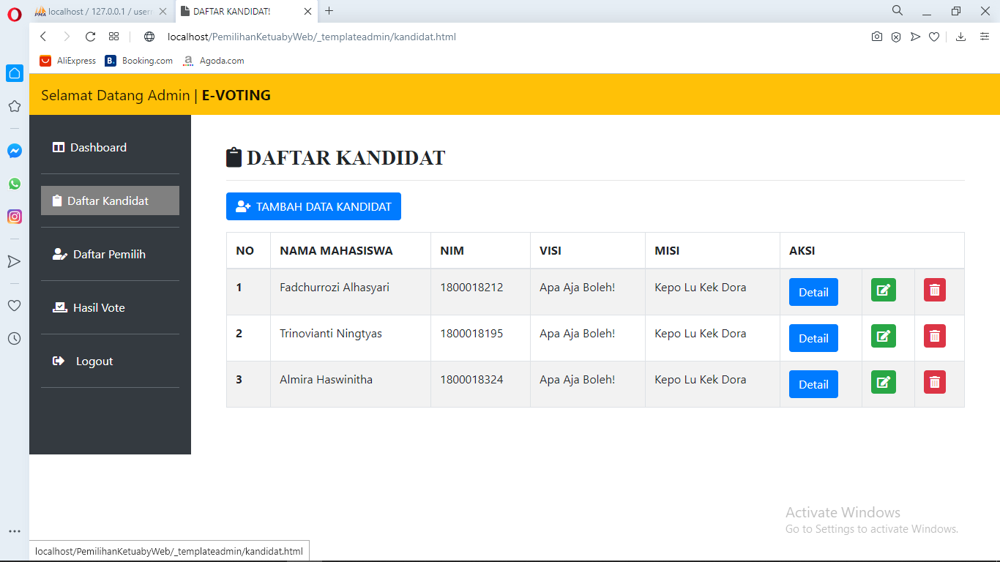 localhost / 127.0.0.1 / user
DAFTAR KANDIDAT!
localhost/PemilihanKetuabyWeb/_templateadmin/kandidat.html
AliExpress B. Booking.com a Agoda.com
Selamat Datang Admin | E-VOTING
Dashboard
Daftar Kandidat
Daftar Pemilih
Hasil Vote
Logout
DAFTAR KANDIDAT
TAMBAH DATA KANDIDAT
NO NAMA MAHASISWA NIM VISI MISI AKSI
1 Fadchurrozi Alhasyari 1800018212 Apa Aja Boleh! Kepo Lu Kek Dora Detail
2 Trinovianti Ningtyas 1800018195 Apa Aja Boleh! Kepo Lu Kek Dora Detail
3 Almira Haswinitha 1800018324 Apa Aja Boleh! Kepo Lu Kek Dora Detail
Activate Windows
Go to Settings to activate Windows.
localhost/PemilihanKetuabyWeb/_templateadmin/kandidat.html